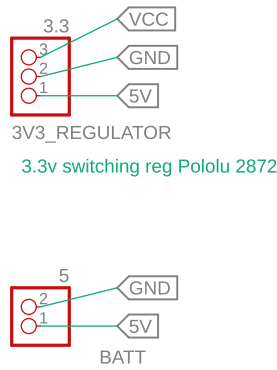 VCC
3.3
3
GND
2
1
5V
3V3_REGULATOR
3.3v switching reg Pololu 2872
5
GND
2
1
5V
BATT